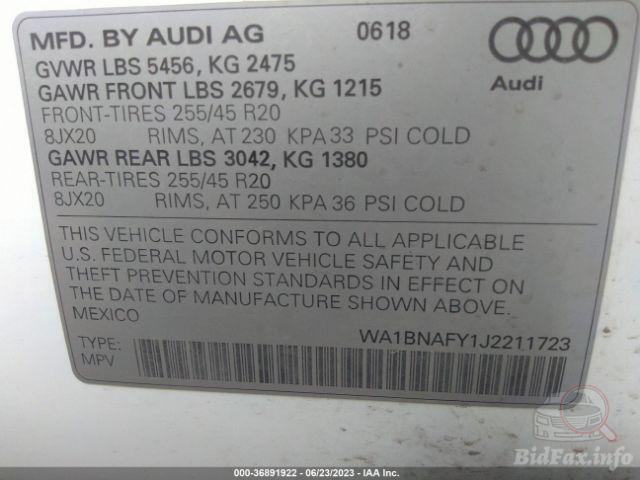 MFD. BY AUDI AG 0618
GVWR LBS 5456, KG 2475
Audi
GAWR FRONT LBS 2679, KG 1215
FRONT-TIRES 255/45 R20
8JX20 RIMS, AT 230 KPA 33 PSI COLD
GAWR REAR LBS 3042, KG 1380
REAR-TIRES 255/45 R20
8JX20 RIMS, AT 250 KPA 36 PSI COLD
THIS VEHICLE CONFORMS TO ALL APPLICABLE
U.S. FEDERAL MOTOR VEHICLE SAFETY AND
THEFT PREVENTION STANDARDS IN EFFECT ON
THE DATE OF MANUFACTURE SHOWN ABOVE.
MEXICO
TYPE: WA1BNAFY1J2211723
MPV
BidFax.info
000-36891922 - 06/23/2023 - IAA Inc.